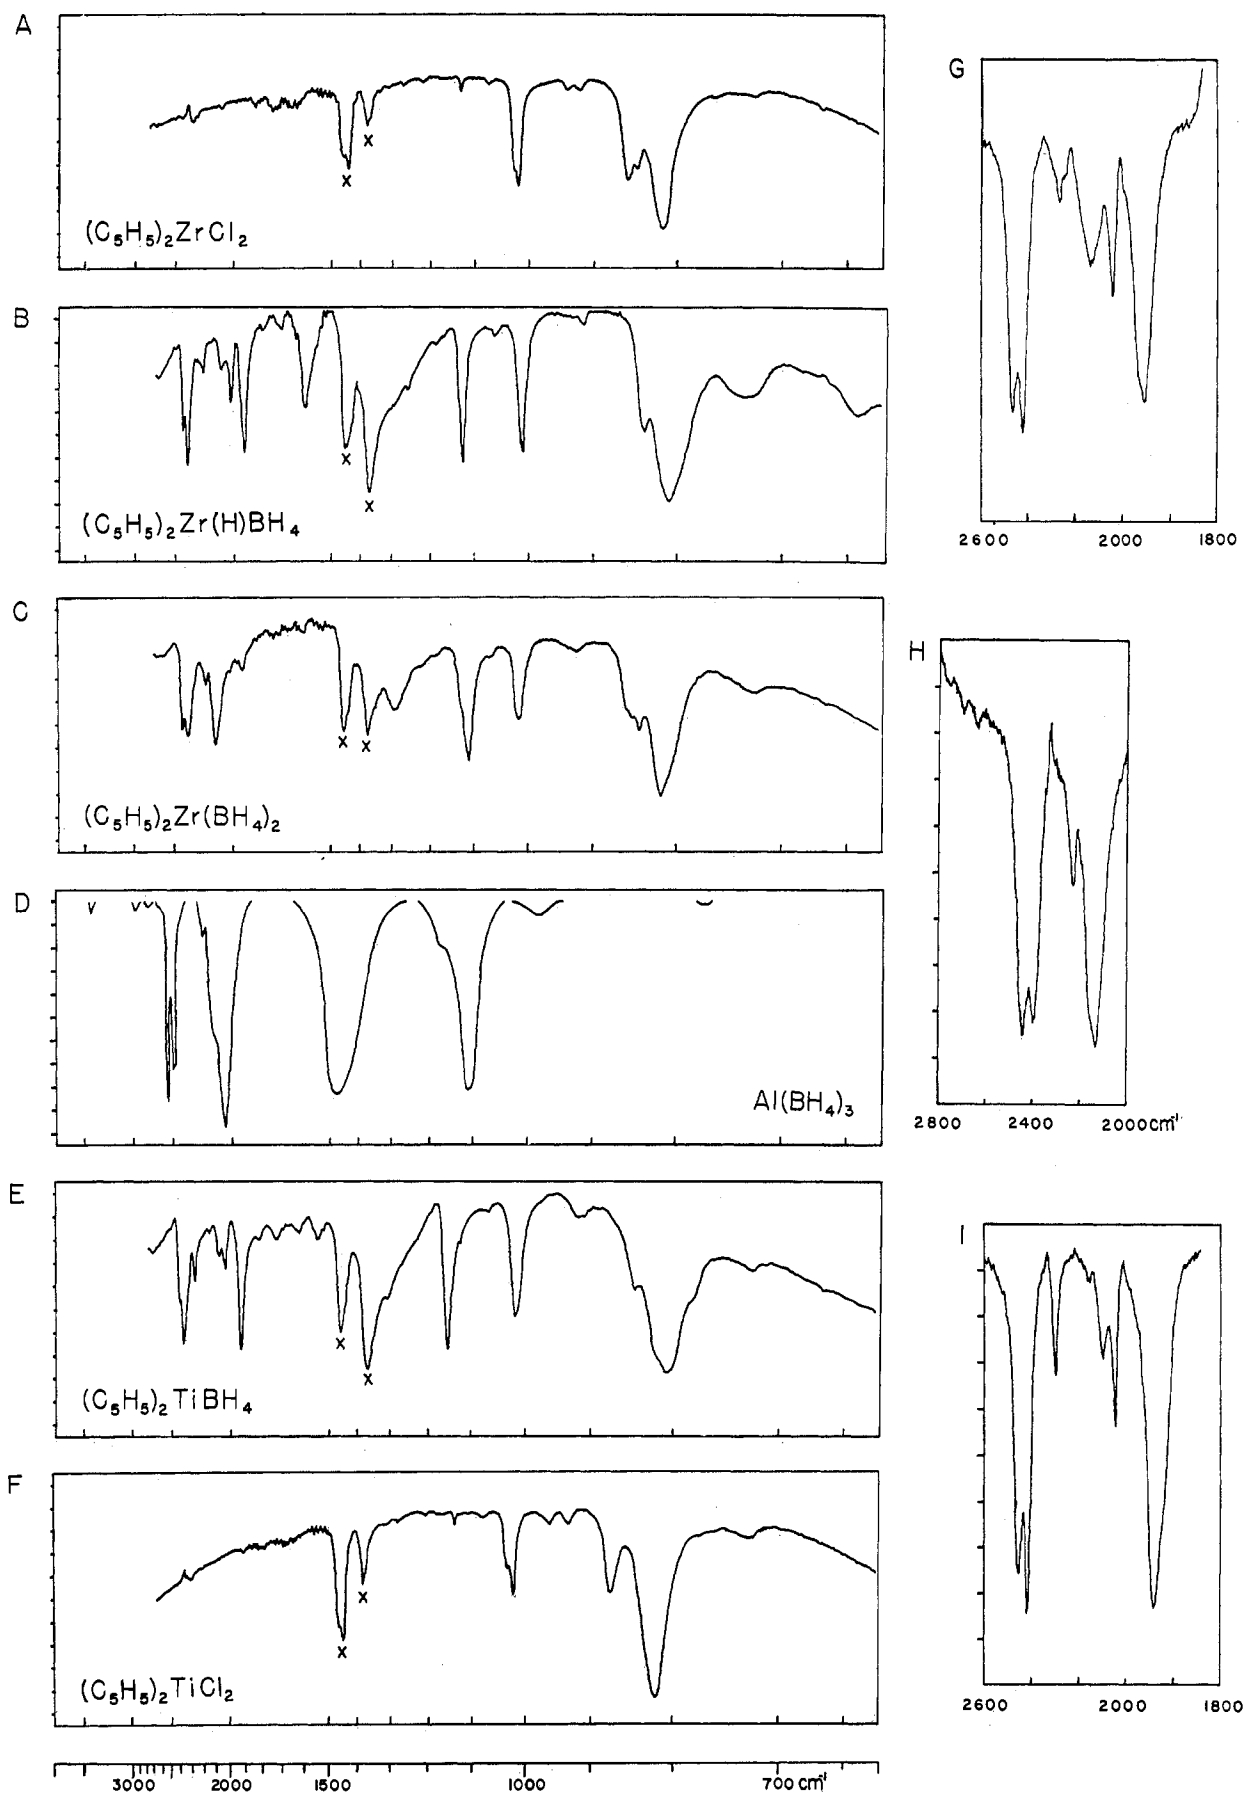 A
(C₅H₅)₂ZrCl₂
X
X
B
(C₅H₅)₂Zr(H)BH₄
X
X
C
(C₅H₅)₂Zr(BH₄)₂
X
X
D
Al(BH₄)₃
E
(C₅H₅)₂TiBH₄
X
X
F
(C₅H₅)₂TiCl₂
X
X
3000 2000 1500 1000 700 cm⁻¹
G
2600 2000 1800
H
2800 2400 2000cm⁻¹
I
2600 2000 1800